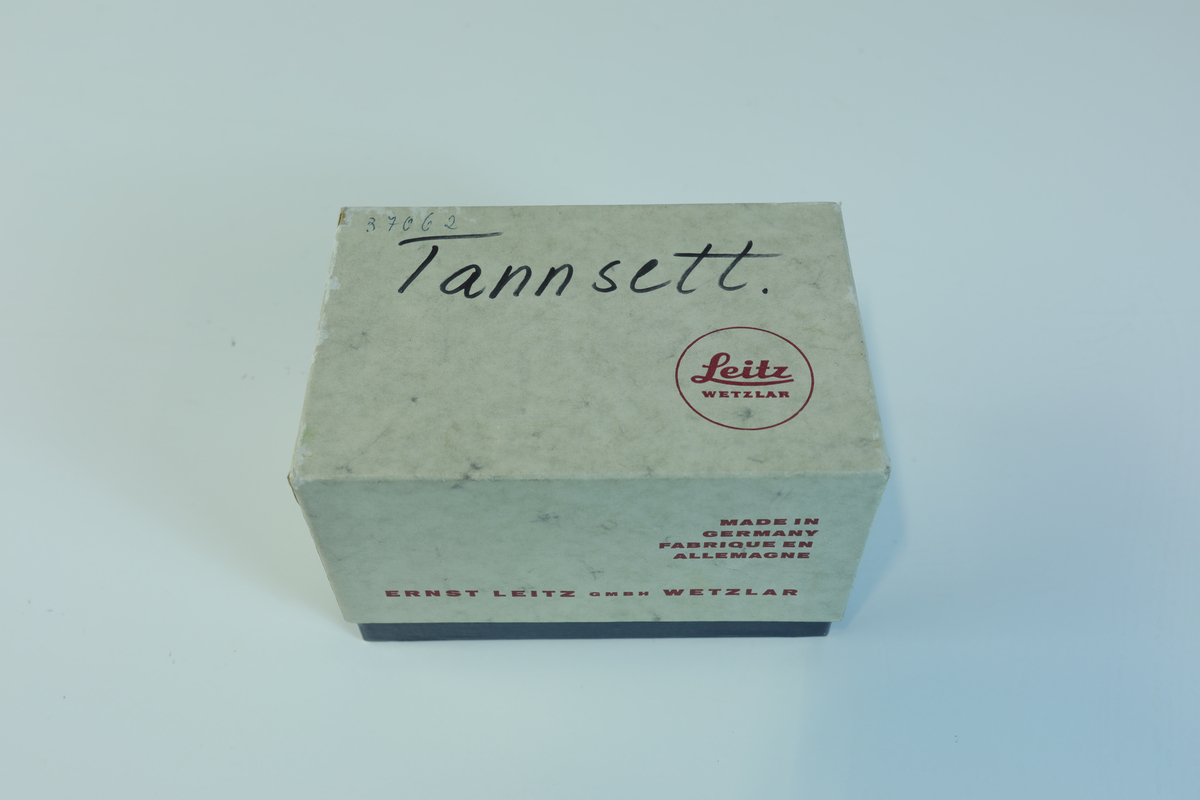 37062
Tannsett.
Leitz
WETZLAR
MADE IN
GERMANY
FABRIQUE EN
ALLEMAGNE
ERNST LEITZ GMBH WETZLAR